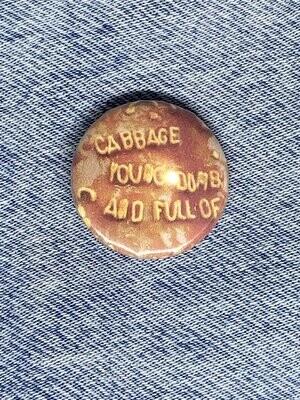 CABBAGE
YOUNG DUMB
AND FULL OF